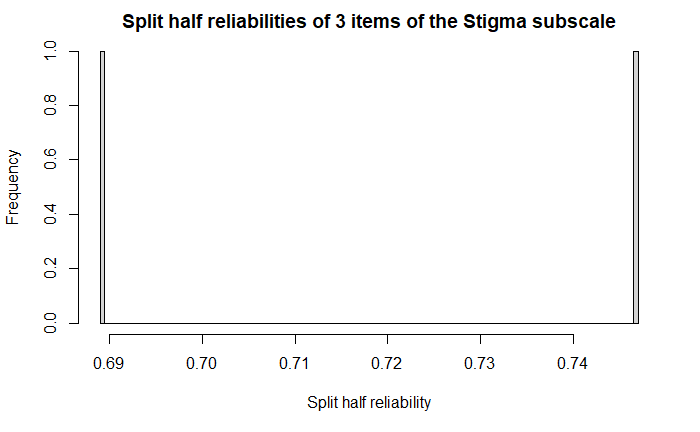 Split half reliabilities of 3 items of the Stigma subscale
Frequency
1.0
0.8
0.6
0.4
0.2
0.0
0.69 0.70 0.71 0.72 0.73 0.74
Split half reliability